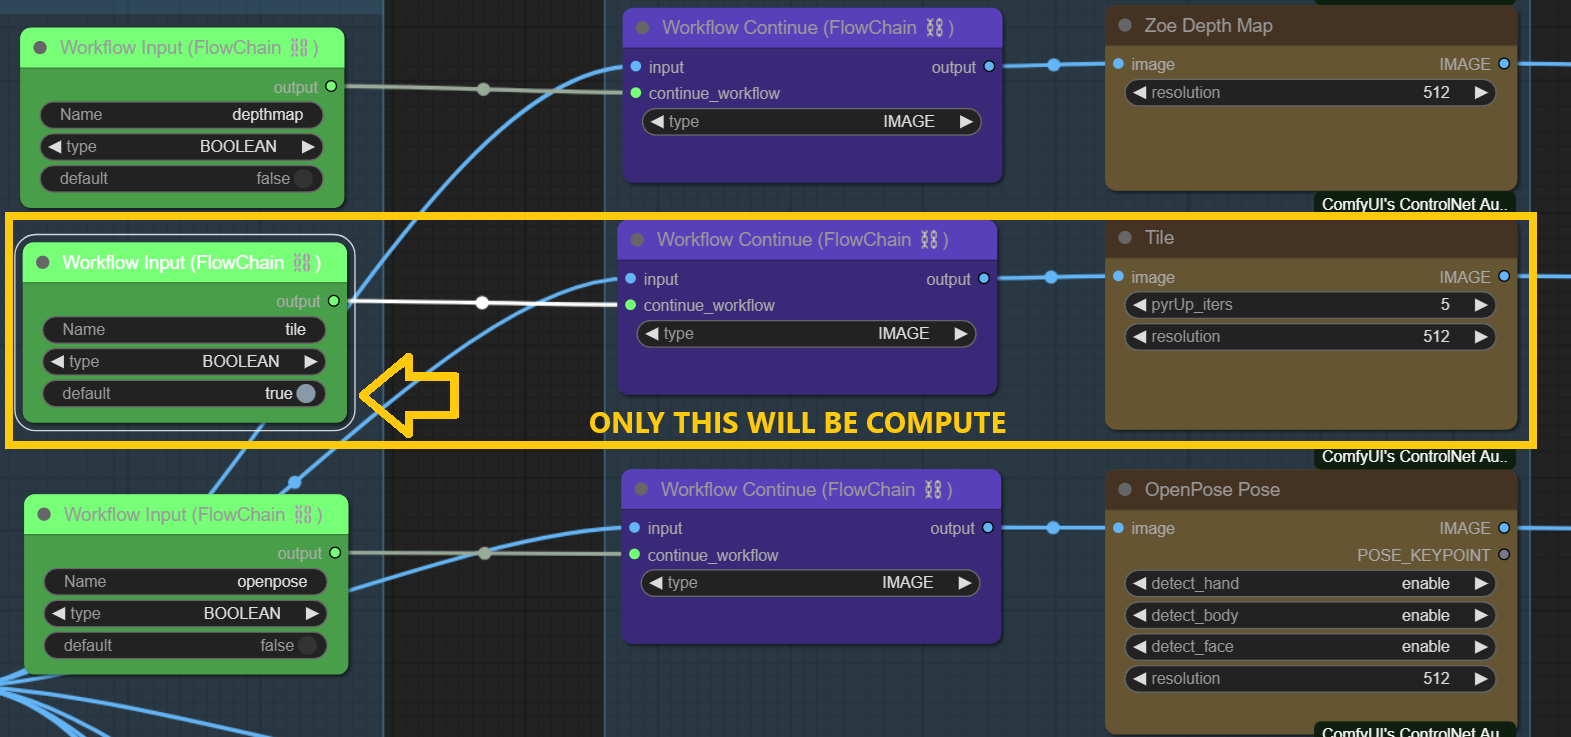 Workflow Input (FlowChain ⛓)
output
Name depthmap
type BOOLEAN
default false
Workflow Continue (FlowChain ⛓)
input output
continue_workflow
type IMAGE
Zoe Depth Map
image IMAGE
resolution 512
ComfyUI's ControlNet Au..
Workflow Input (FlowChain ⛓)
output
Name tile
type BOOLEAN
default true
Workflow Continue (FlowChain ⛓)
input output
continue_workflow
type IMAGE
Tile
image IMAGE
pyrUp_iters 5
resolution 512
ONLY THIS WILL BE COMPUTE
ComfyUI's ControlNet Au..
Workflow Input (FlowChain ⛓)
output
Name openpose
type BOOLEAN
default false
Workflow Continue (FlowChain ⛓)
input output
continue_workflow
type IMAGE
OpenPose Pose
image IMAGE
POSE_KEYPOINT
detect_hand enable
detect_body enable
detect_face enable
resolution 512
ComfyUI's ControlNet Au..